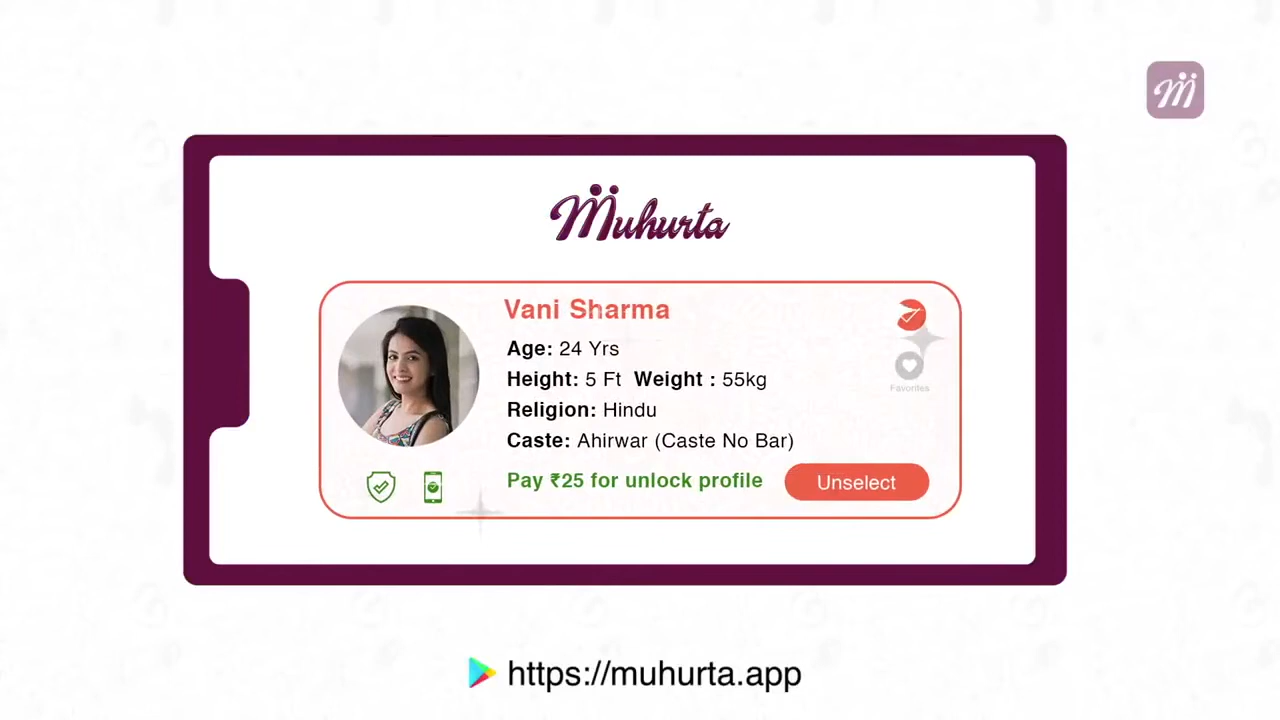 Muhurta
Vani Sharma
Age: 24 Yrs
Height: 5 Ft Weight : 55kg
Favorites
Religion: Hindu
Caste: Ahirwar (Caste No Bar)
Pay ₹25 for unlock profile
Unselect
https://muhurta.app